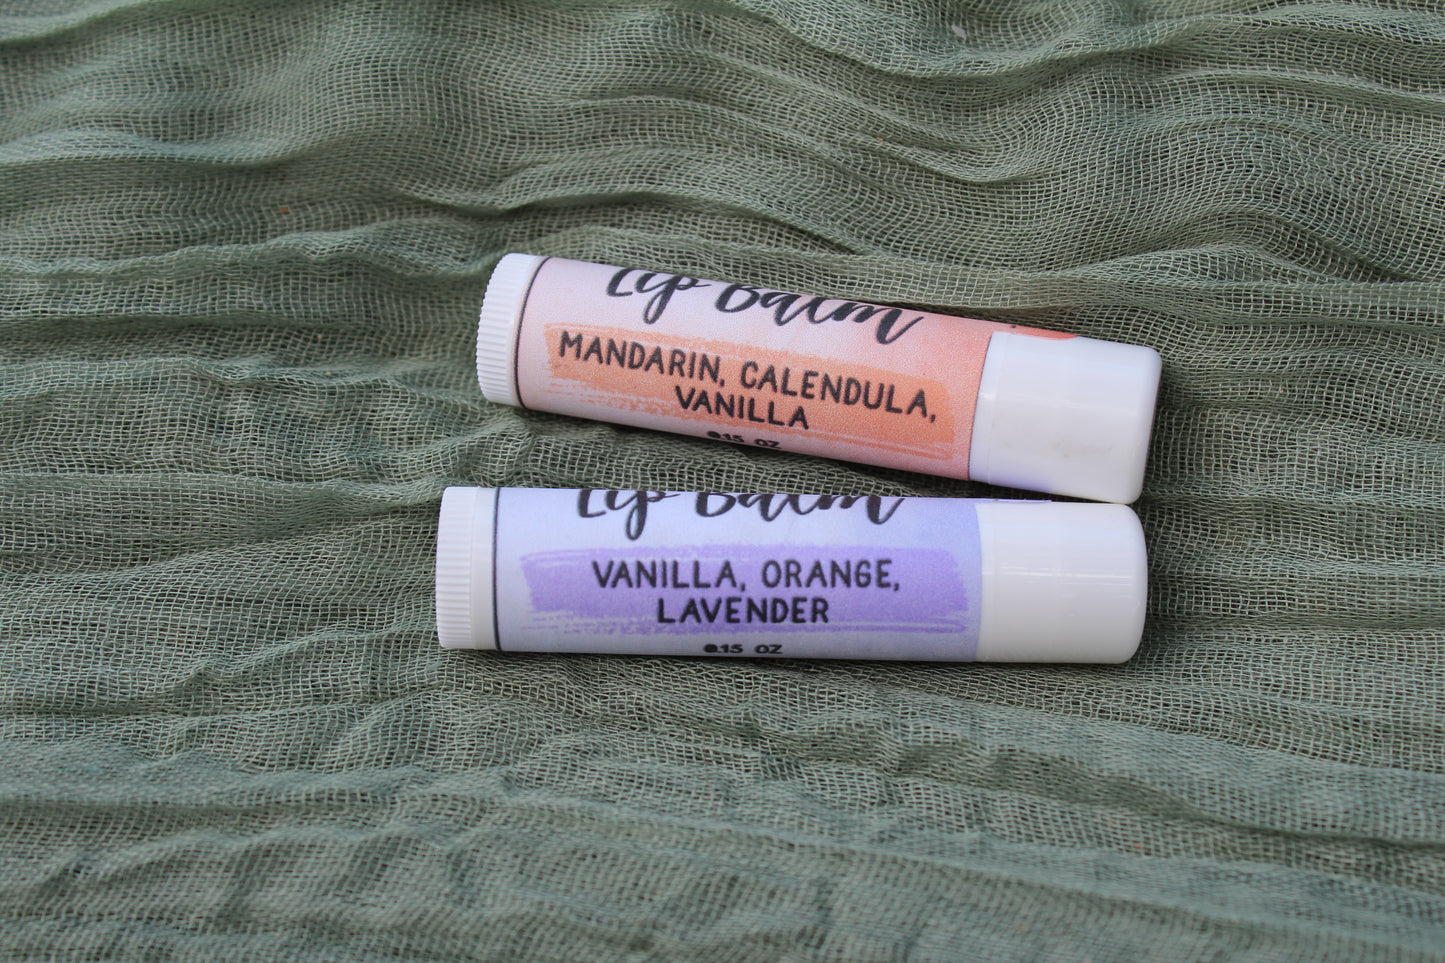 Lip Balm
MANDARIN, CALENDULA,
VANILLA
0.15 OZ
Lip Balm
VANILLA, ORANGE,
LAVENDER
0.15 OZ